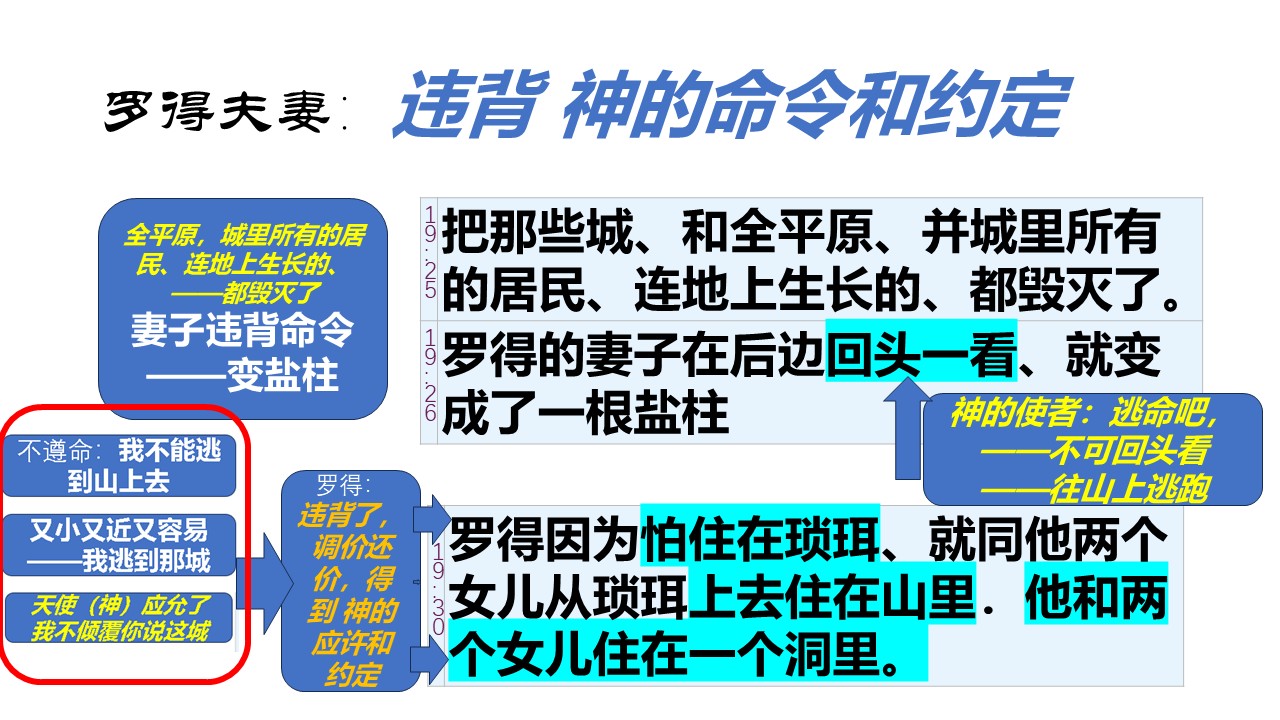 罗得夫妻：违背 神的命令和约定
全平原，城里所有的居
民、连地上生长的、
——都毁灭了
妻子违背命令
——变盐柱
19:25
把那些城、和全平原、并城里所有
的居民、连地上生长的、都毁灭了。
19:26
罗得的妻子在后边回头一看、就变
成了一根盐柱
神的使者：逃命吧，
——不可回头看
——往山上逃跑
不遵命：我不能逃
到山上去
又小又近又容易
——我逃到那城
天使（神）应允了
我不倾覆你说这城
罗得：
违背了，
调价还
价，得
到 神的
应许和
约定
19:30
罗得因为怕住在琐珥、就同他两个
女儿从琐珥上去住在山里．他和两
个女儿住在一个洞里。